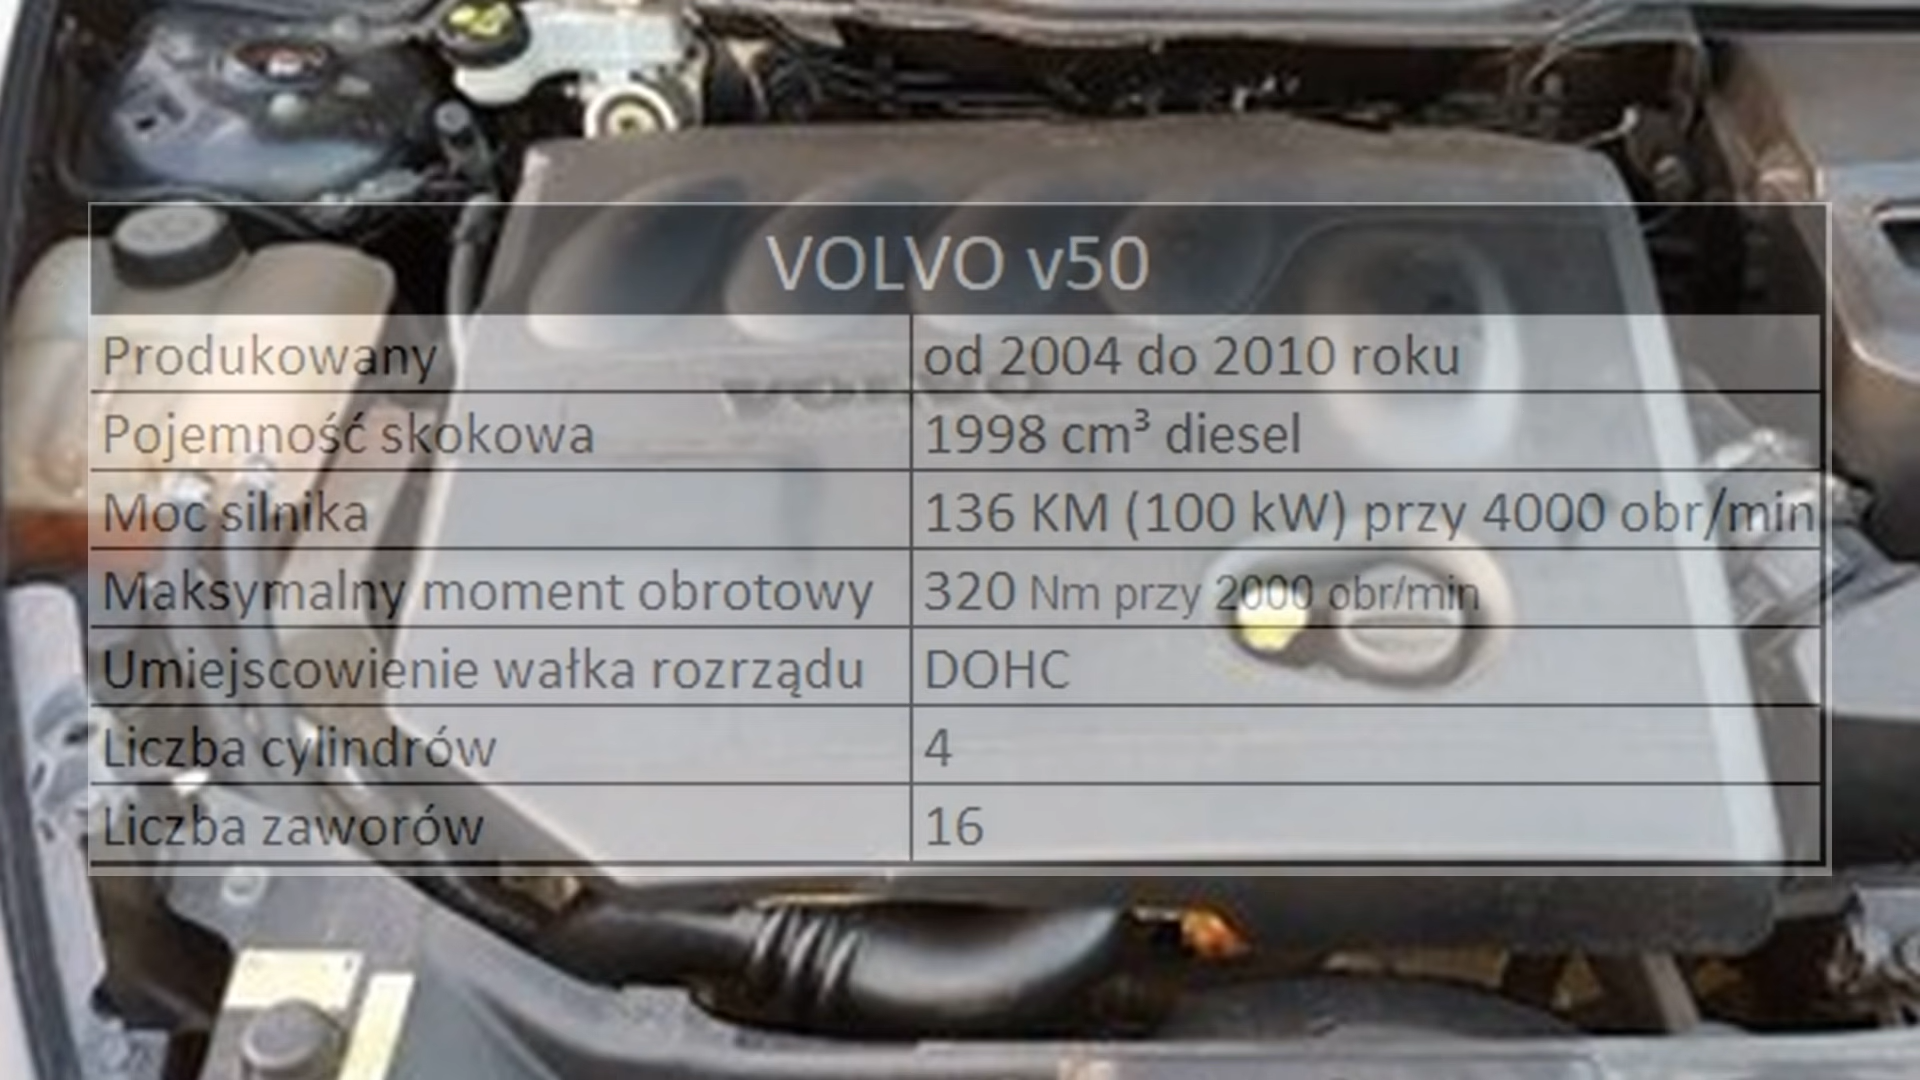 VOLVO v50
Produkowany od 2004 do 2010 roku
Pojemność skokowa 1998 cm³ diesel
Moc silnika 136 KM (100 kW) przy 4000 obr/min
Maksymalny moment obrotowy 320 Nm przy 2000 obr/min
Umiejscowienie wałka rozrządu DOHC
Liczba cylindrów 4
Liczba zaworów 16
VOLVO